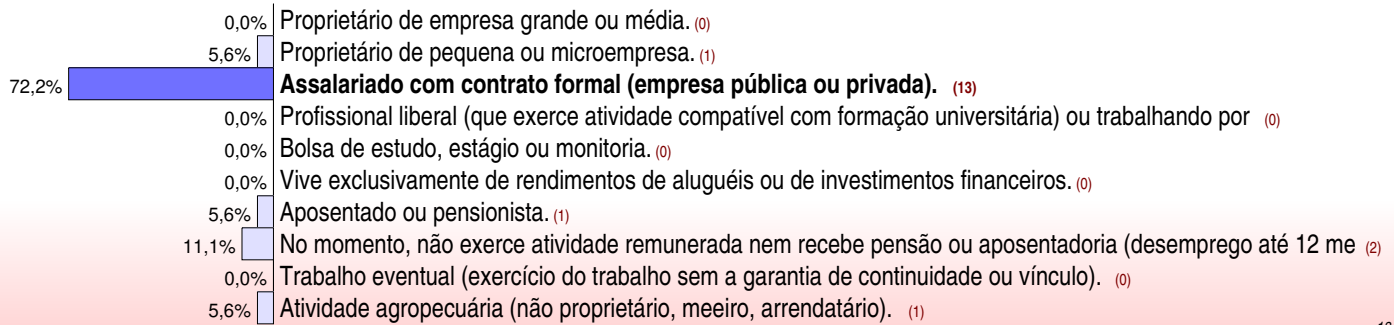 0,0% Proprietário de empresa grande ou média. (0)
5,6% Proprietário de pequena ou microempresa. (1)
72,2% Assalariado com contrato formal (empresa pública ou privada). (13)
0,0% Profissional liberal (que exerce atividade compatível com formação universitária) ou trabalhando por (0)
0,0% Bolsa de estudo, estágio ou monitoria. (0)
0,0% Vive exclusivamente de rendimentos de aluguéis ou de investimentos financeiros. (0)
5,6% Aposentado ou pensionista. (1)
11,1% No momento, não exerce atividade remunerada nem recebe pensão ou aposentadoria (desemprego até 12 me (2)
0,0% Trabalho eventual (exercício do trabalho sem a garantia de continuidade ou vínculo). (0)
5,6% Atividade agropecuária (não proprietário, meeiro, arrendatário). (1)